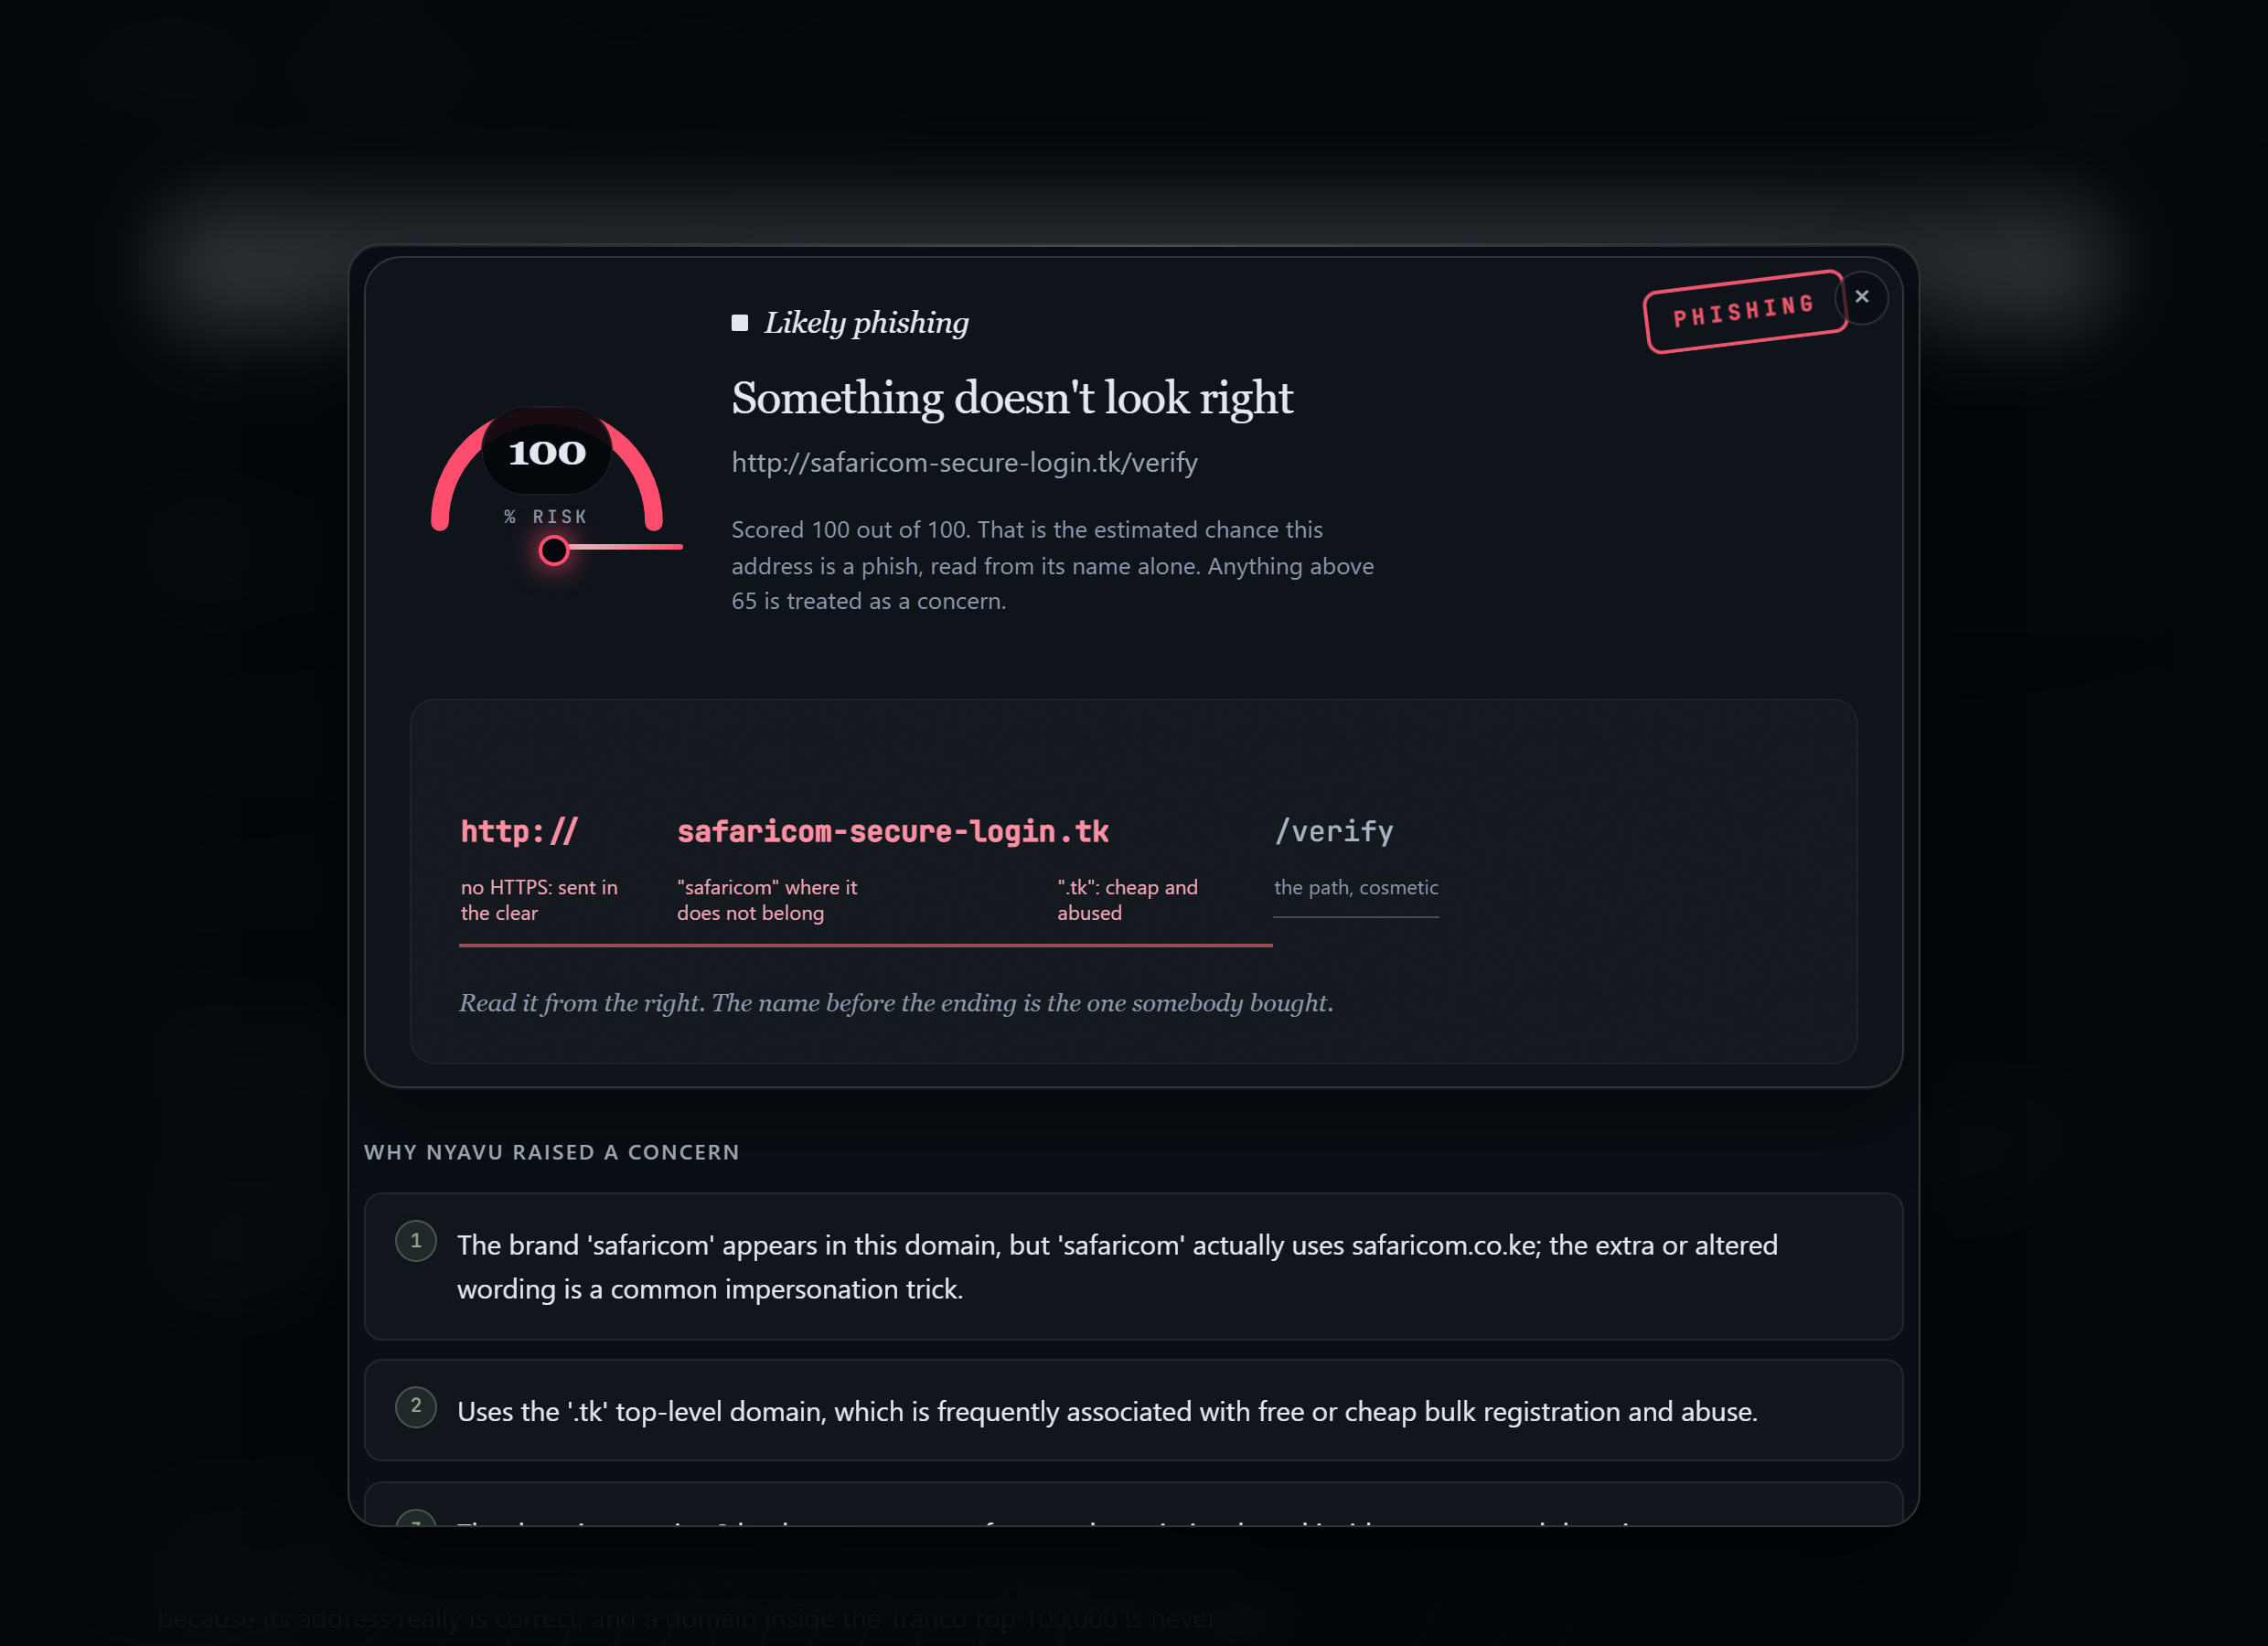 Likely phishing
PHISHING
×
Something doesn't look right
http://safaricom-secure-login.tk/verify
100
% RISK
Scored 100 out of 100. That is the estimated chance this
address is a phish, read from its name alone. Anything above
65 is treated as a concern.
http:// safaricom-secure-login.tk /verify
no HTTPS: sent in
the clear
"safaricom" where it
does not belong
".tk": cheap and
abused
the path, cosmetic
Read it from the right. The name before the ending is the one somebody bought.
WHY NYAVU RAISED A CONCERN
1
The brand 'safaricom' appears in this domain, but 'safaricom' actually uses safaricom.co.ke; the extra or altered
wording is a common impersonation trick.
2
Uses the '.tk' top-level domain, which is frequently associated with free or cheap bulk registration and abuse.
because its address really is correct; and a domain inside the Tranco top 100,000 is never